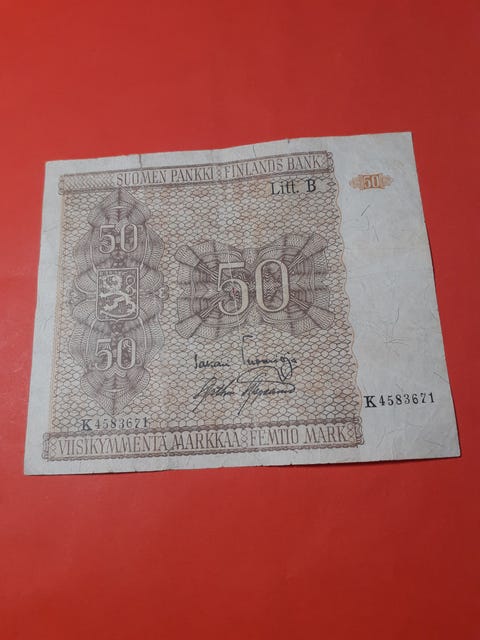 SUOMEN PANKKI FINLANDS BANK
Litt. B
50
50
50
50
K4583671
K4583671
VIISIKYMMENTÄ MARKKAA FEMTIO MARK